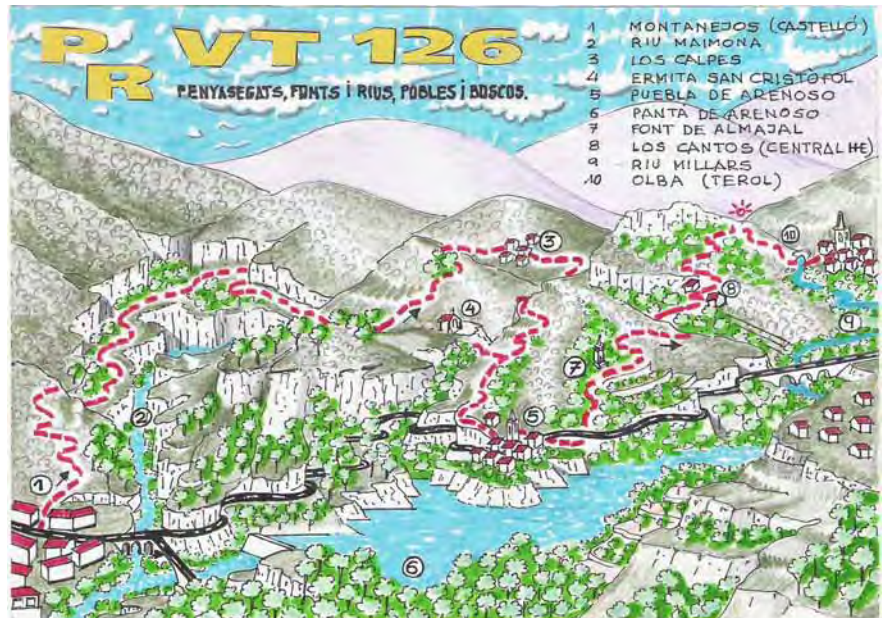 PR VT 126
PENYASEGATS, FONTS i RIUS, POBLES i BOSCOS.
1 MONTANEJOS (CASTELLÓ)
2 RIU MAIMONA
3 LOS CALPES
4 ERMITA SAN CRISTOFOL
5 PUEBLA DE ARENOSO
6 PANTA DE ARENOSO
7 FONT DE ALMAJAL
8 LOS CANTOS (CENTRAL HE)
9 RIU MILLARS
10 OLBA (TEROL)
3
10
4
8
9
7
2
5
1
6